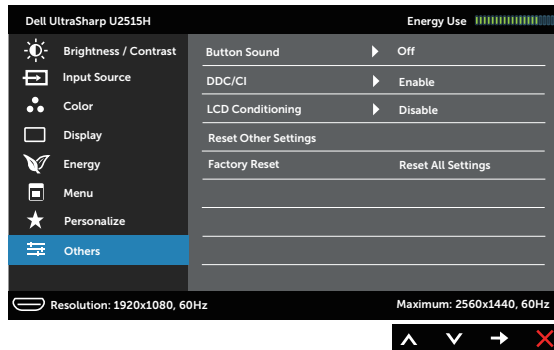 Dell UltraSharp U2515H
Energy Use
Brightness / Contrast
Button Sound
Off
Input Source
DDC/CI
Enable
Color
LCD Conditioning
Disable
Display
Reset Other Settings
Energy
Factory Reset
Reset All Settings
Menu
Personalize
Others
Resolution: 1920x1080, 60Hz
Maximum: 2560x1440, 60Hz